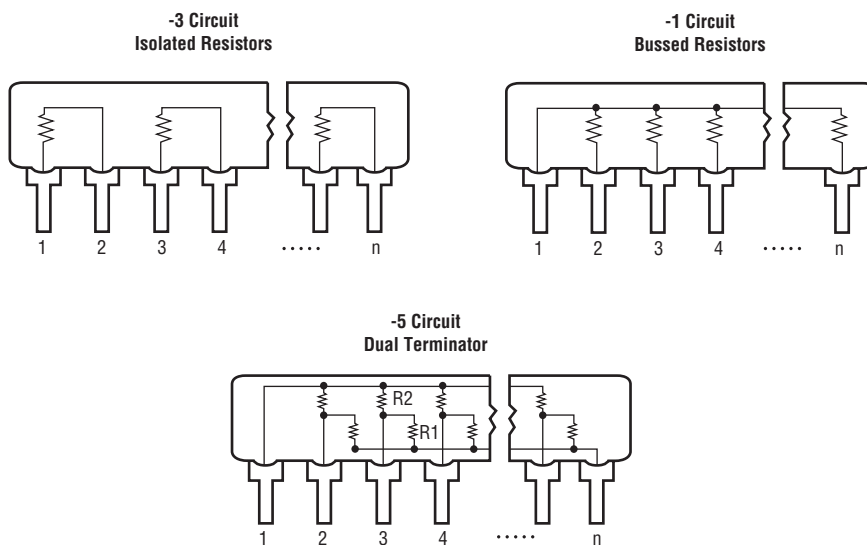 -3 Circuit
Isolated Resistors
1 2 3 4 ..... n
-1 Circuit
Bussed Resistors
1 2 3 4 ..... n
-5 Circuit
Dual Terminator
R2
R1
1 2 3 4 ..... n